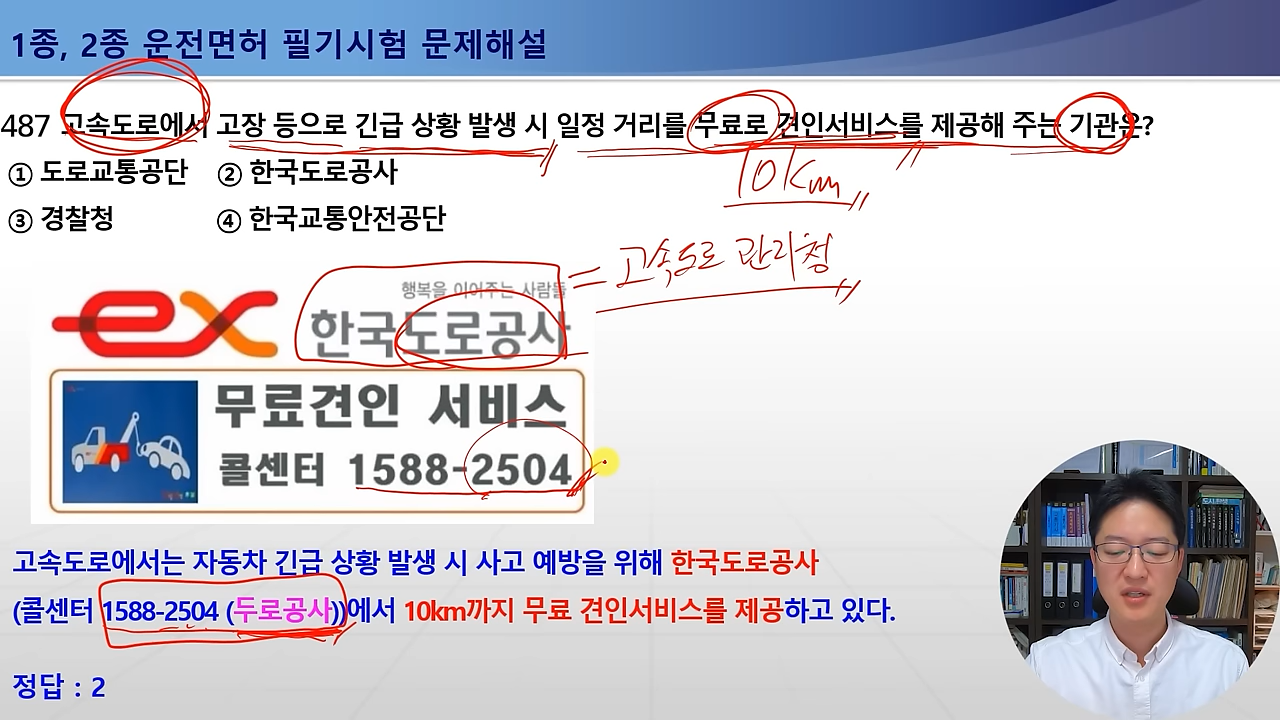 1종, 2종 운전면허 필기시험 문제해설
487 고속도로에서 고장 등으로 긴급 상황 발생 시 일정 거리를 무료로 견인서비스를 제공해 주는 기관은?
① 도로교통공단 ② 한국도로공사
10km
③ 경찰청 ④ 한국교통안전공단
= 고속도로 관리청
행복을 이어주는 사람들
ex 한국도로공사
무료견인 서비스
콜센터 1588-2504
고속도로에서는 자동차 긴급 상황 발생 시 사고 예방을 위해 한국도로공사
(콜센터 1588-2504 (두로공사))에서 10km까지 무료 견인서비스를 제공하고 있다.
정답 : 2